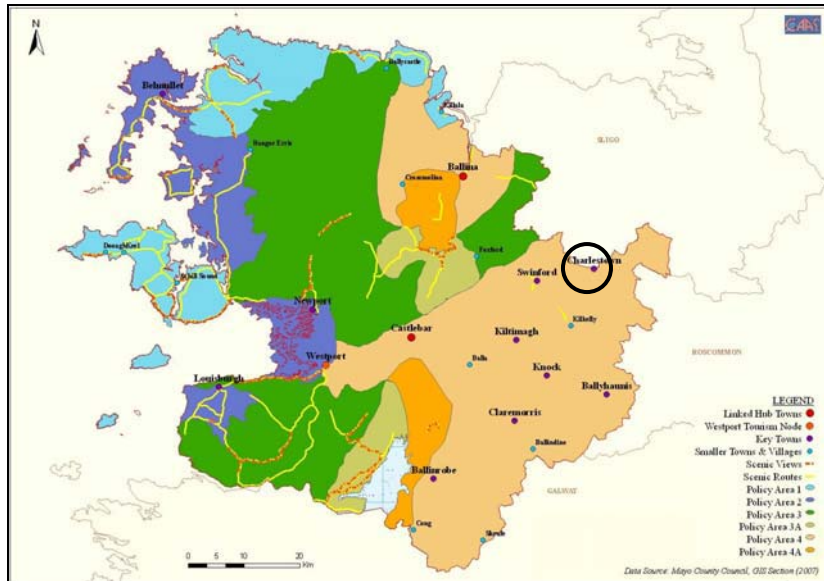 N
CAAS
Ballycastle
Belmullet
Killala
Bangor Erris
SLIGO
Ballina
Crossmolina
Foxford
Charlestown
Swinford
Achill Sound
Newport
Kilkelly
Castlebar
Kiltimagh
ROSCOMMON
Westport
Balla
Knock
Louisburgh
Ballyhaunis
Claremorris
Ballindine
Ballinrobe
GALWAY
Cong
Shrule
0 5 10 20
Km
LEGEND
Linked Hub Towns
Westport Tourism Node
Key Towns
Smaller Towns & Villages
Scenic Views
Scenic Routes
Policy Area 1
Policy Area 2
Policy Area 3
Policy Area 3A
Policy Area 4
Policy Area 4A
Data Source: Mayo County Council, GIS Section (2007)